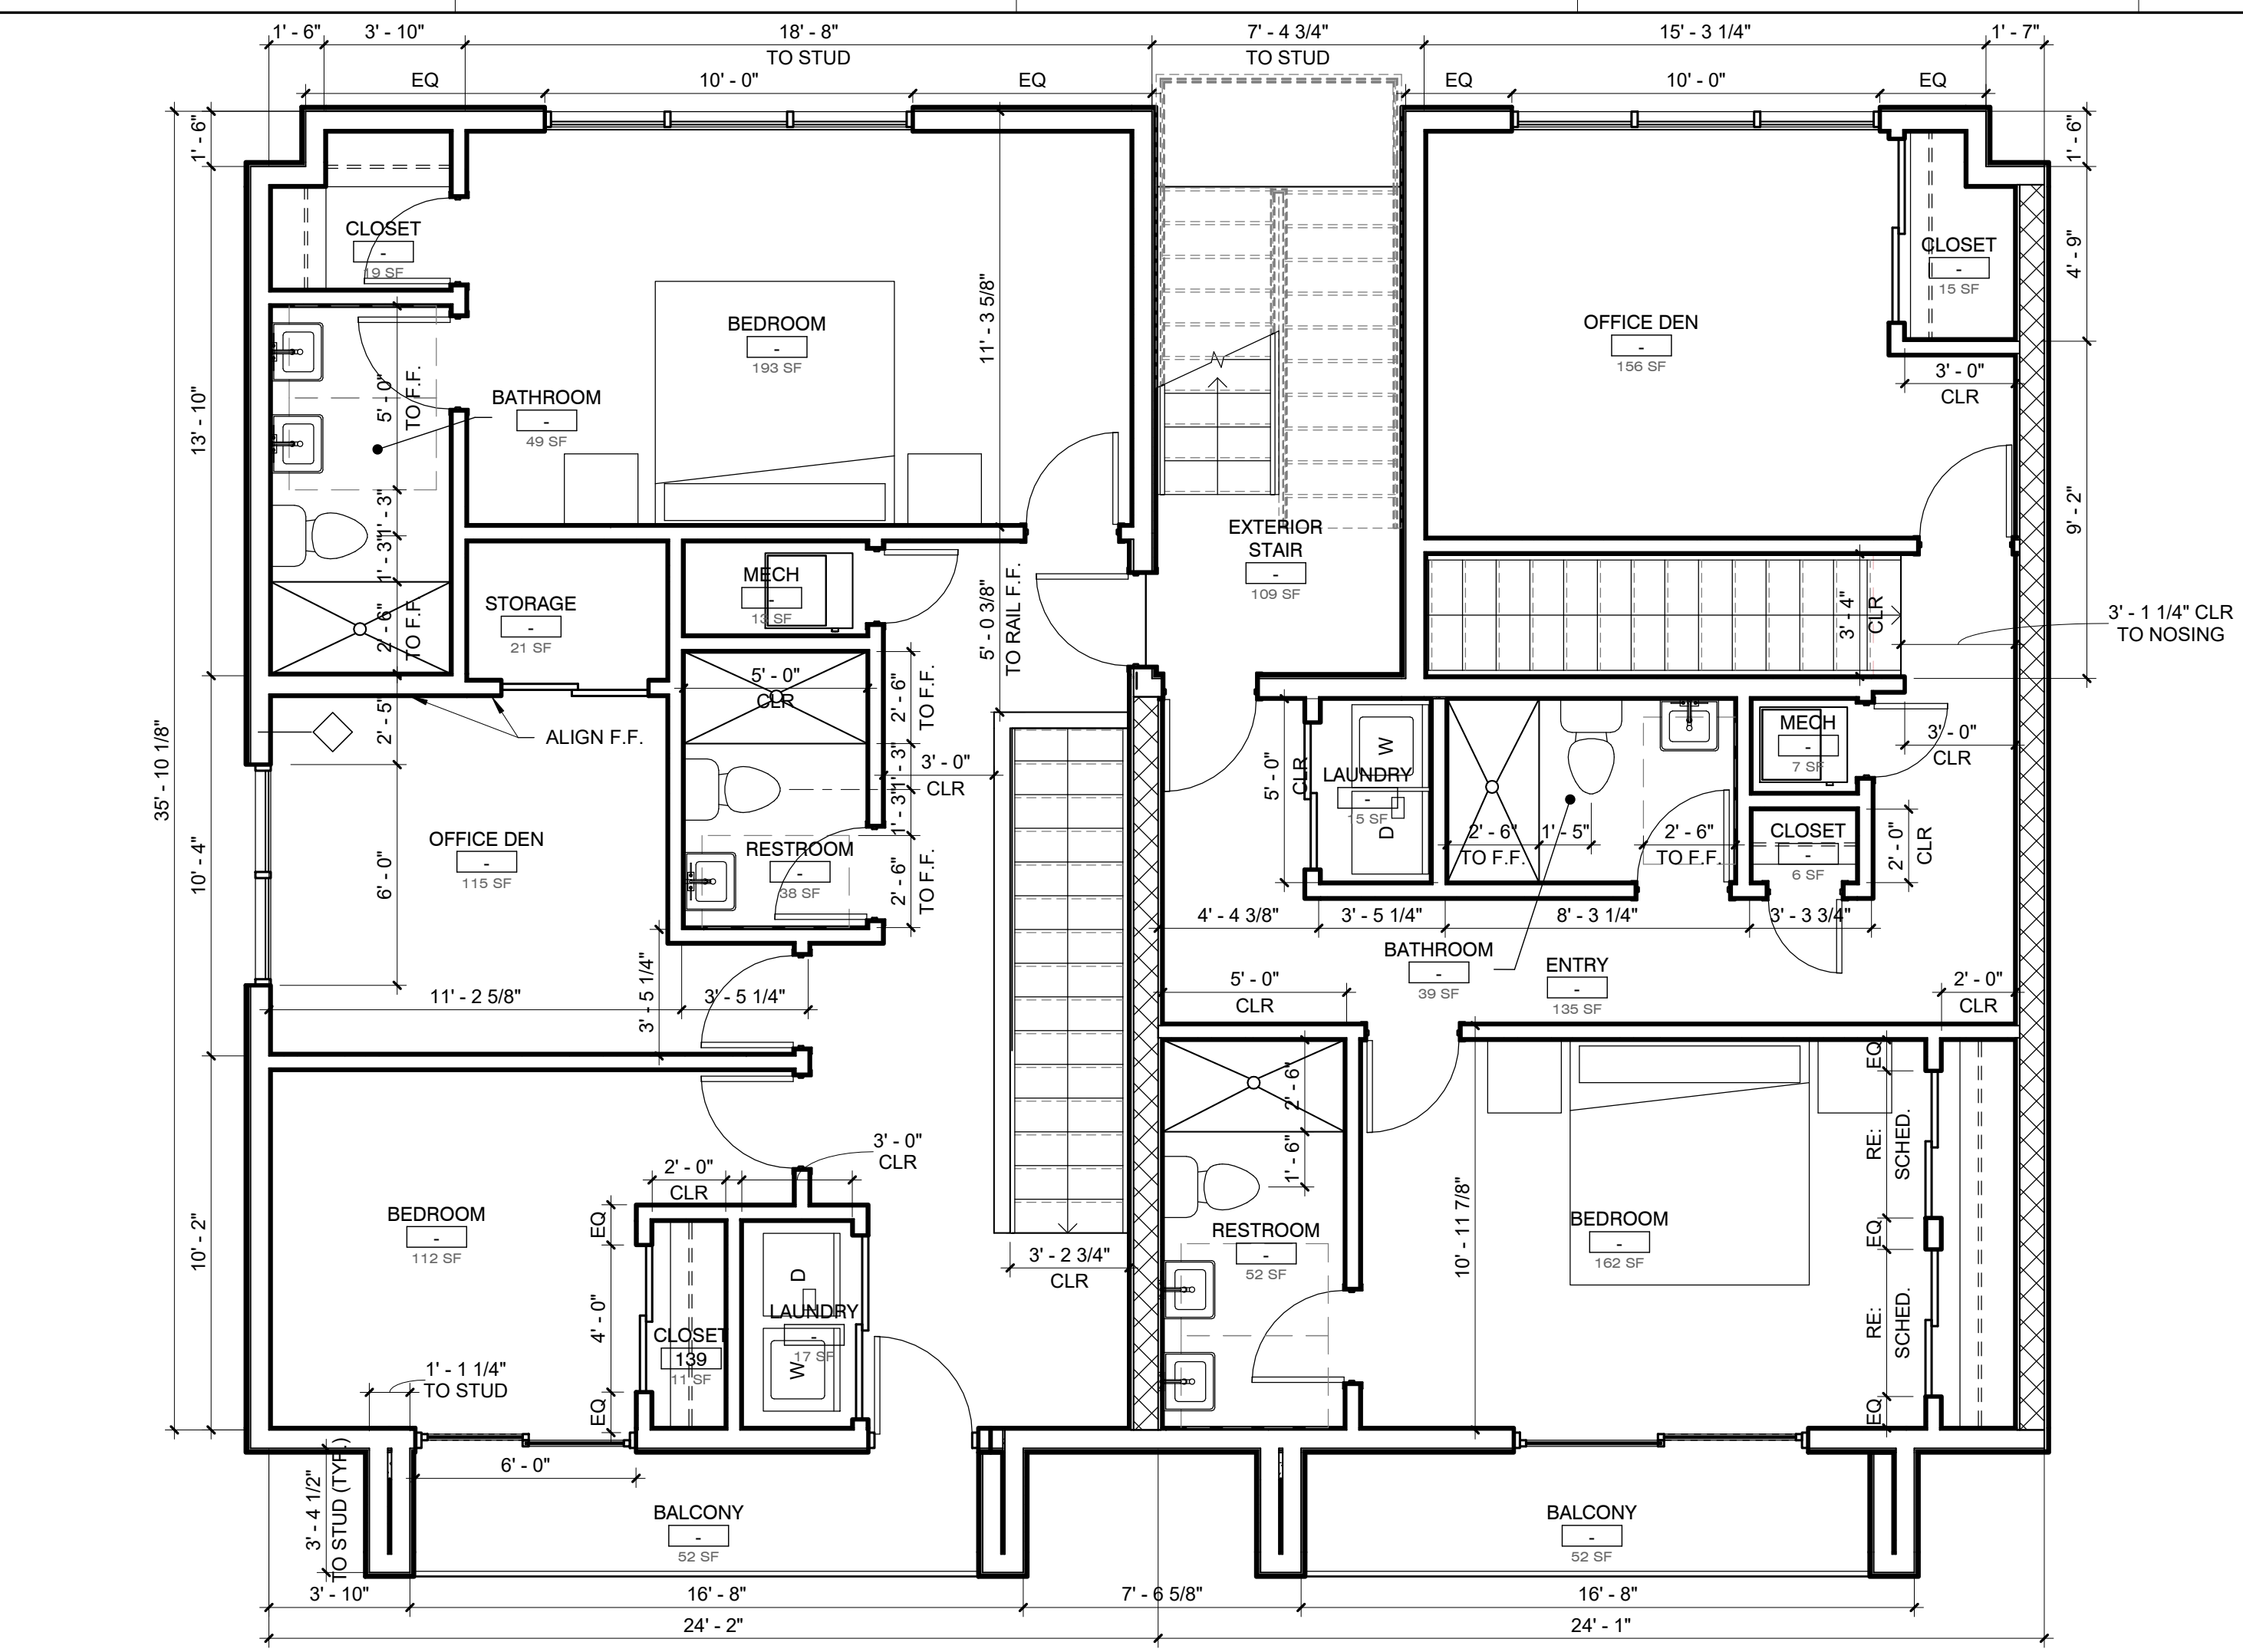 1' - 6"
3' - 10"
18' - 8"
TO STUD
7' - 4 3/4"
TO STUD
15' - 3 1/4"
1' - 7"
EQ
10' - 0"
EQ
EQ
10' - 0"
EQ
1' - 6"
13' - 10"
10' - 4"
10' - 2"
35' - 10 1/8"
1' - 6"
4' - 9"
9' - 2"
CLOSET
-
19 SF
BEDROOM
-
193 SF
11' - 3 5/8"
OFFICE DEN
-
156 SF
CLOSET
-
15 SF
3' - 0"
CLR
BATHROOM
-
49 SF
5' - 0"
TO F.F.
1' - 3"
1' - 3"
2' - 6"
TO F.F.
STORAGE
-
21 SF
MECH
-
13 SF
5' - 0 3/8"
TO RAIL F.F.
EXTERIOR
STAIR
-
109 SF
3' - 4"
CLR
3' - 1 1/4" CLR
TO NOSING
2' - 5"
ALIGN F.F.
5' - 0"
CLR
2' - 6"
TO F.F.
1' - 3"
1' - 3"
2' - 6"
TO F.F.
3' - 0"
CLR
5' - 0"
CLR
W
LAUNDRY
-
15 SF
D
MECH
-
7 SF
3' - 0"
CLR
2' - 6"
TO F.F.
1' - 5"
2' - 6"
TO F.F.
CLOSET
-
6 SF
2' - 0"
CLR
OFFICE DEN
-
115 SF
6' - 0"
RESTROOM
-
38 SF
4' - 4 3/8"
3' - 5 1/4"
8' - 3 1/4"
3' - 3 3/4"
BATHROOM
-
39 SF
ENTRY
-
135 SF
11' - 2 5/8"
3' - 5 1/4"
3' - 5 1/4"
5' - 0"
CLR
2' - 0"
CLR
2' - 6"
1' - 6"
EQ
RE:
SCHED.
EQ
RE:
SCHED.
EQ
3' - 0"
CLR
2' - 0"
CLR
BEDROOM
-
112 SF
EQ
4' - 0"
EQ
D
LAUNDRY
-
17 SF
W
CLOSET
139
11 SF
3' - 2 3/4"
CLR
RESTROOM
-
52 SF
10' - 11 7/8"
BEDROOM
-
162 SF
1' - 1 1/4"
TO STUD
3' - 4 1/2"
TO STUD (TYP.)
6' - 0"
BALCONY
-
52 SF
BALCONY
-
52 SF
3' - 10"
16' - 8"
7' - 6 5/8"
16' - 8"
24' - 2"
24' - 1"